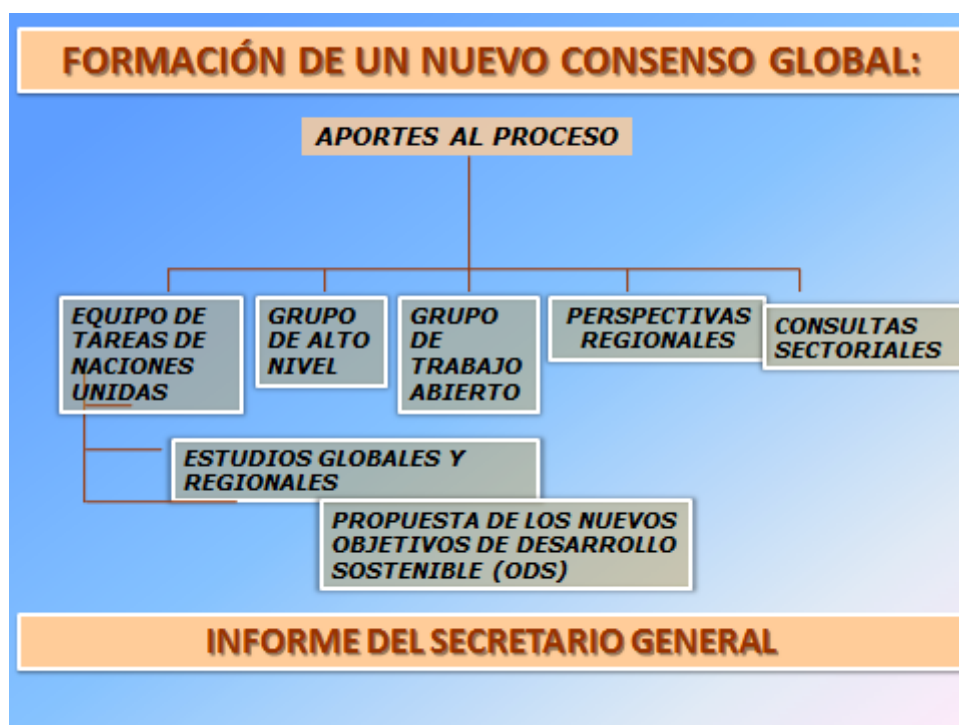 FORMACIÓN DE UN NUEVO CONSENSO GLOBAL:
APORTES AL PROCESO
EQUIPO DE
TAREAS DE
NACIONES
UNIDAS
GRUPO
DE ALTO
NIVEL
GRUPO
DE
TRABAJO
ABIERTO
PERSPECTIVAS
REGIONALES
CONSULTAS
SECTORIALES
ESTUDIOS GLOBALES Y
REGIONALES
PROPUESTA DE LOS NUEVOS
OBJETIVOS DE DESARROLLO
SOSTENIBLE (ODS)
INFORME DEL SECRETARIO GENERAL